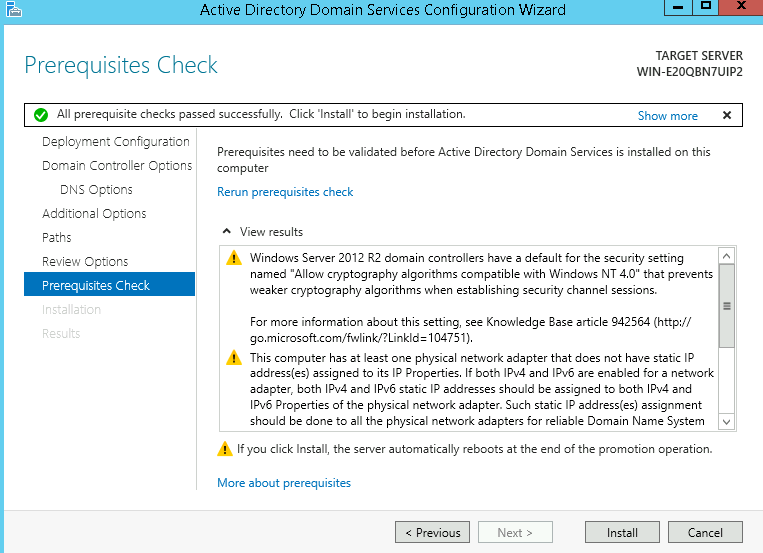 Active Directory Domain Services Configuration Wizard
Prerequisites Check
TARGET SERVER
WIN-E20QBN7UIP2
All prerequisite checks passed successfully.  Click 'Install' to begin installation.
Show more
Deployment Configuration
Domain Controller Options
DNS Options
Additional Options
Paths
Review Options
Prerequisites Check
Installation
Results
Prerequisites need to be validated before Active Directory Domain Services is installed on this
computer
Rerun prerequisites check
View results
Windows Server 2012 R2 domain controllers have a default for the security setting
named "Allow cryptography algorithms compatible with Windows NT 4.0" that prevents
weaker cryptography algorithms when establishing security channel sessions.
For more information about this setting, see Knowledge Base article 942564 (http://
go.microsoft.com/fwlink/?LinkId=104751).
This computer has at least one physical network adapter that does not have static IP
address(es) assigned to its IP Properties. If both IPv4 and IPv6 are enabled for a network
adapter, both IPv4 and IPv6 static IP addresses should be assigned to both IPv4 and
IPv6 Properties of the physical network adapter. Such static IP address(es) assignment
should be done to all the physical network adapters for reliable Domain Name System
If you click Install, the server automatically reboots at the end of the promotion operation.
More about prerequisites
< Previous
Next >
Install
Cancel